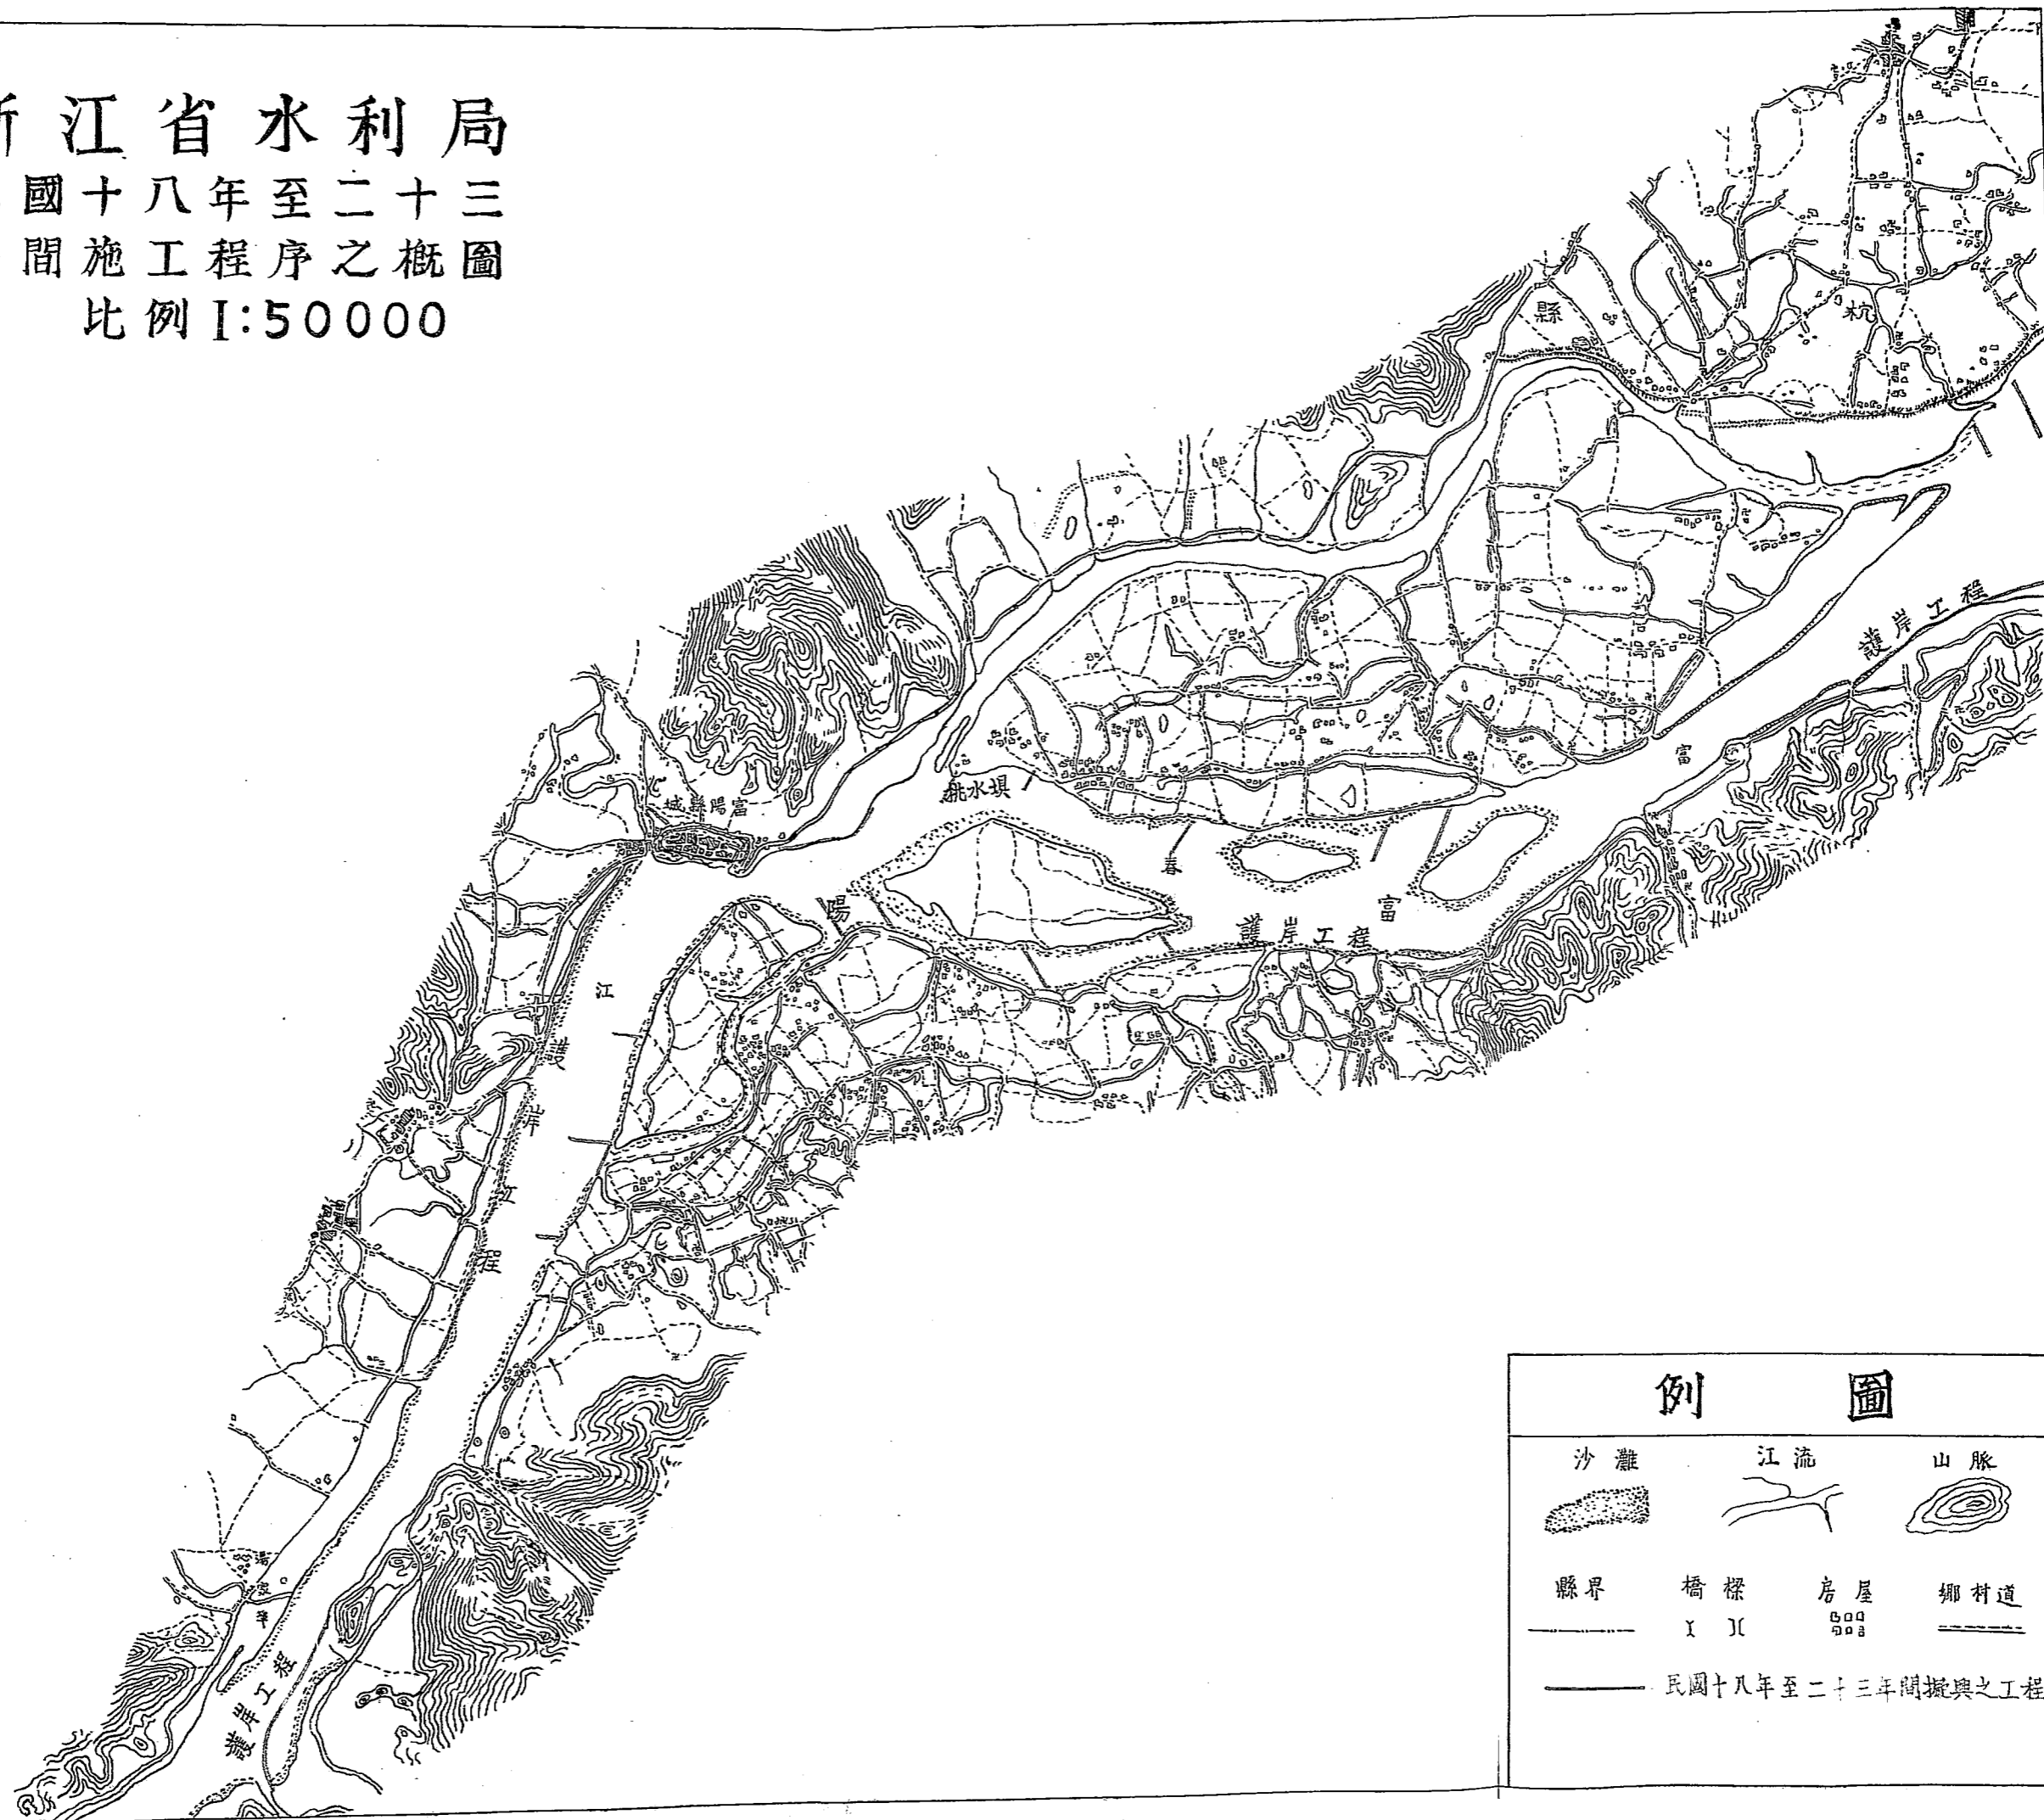 江省水利局
國十八年至二十三
間施工程序之概圖
比例 I:50000
縣
杭
護岸工程
富
富陽縣城
挑水壩
春
陽
富
護岸工程
江
護岸工程
護岸工程
圖例
沙灘
江流
山脈
縣界
橋樑
房屋
鄉村道
民國十八年至二十三年間擬興之工程